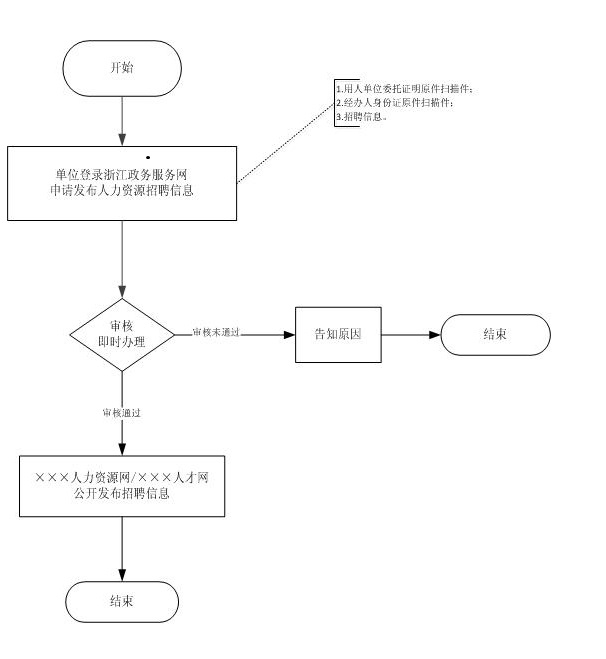 开始
1.用人单位委托证明原件扫描件；
2.经办人身份证原件扫描件；
3.招聘信息。
单位登录浙江政务服务网
申请发布人力资源招聘信息
审核
即时办理
审核未通过
告知原因
结束
审核通过
×××人力资源网/×××人才网
公开发布招聘信息
结束